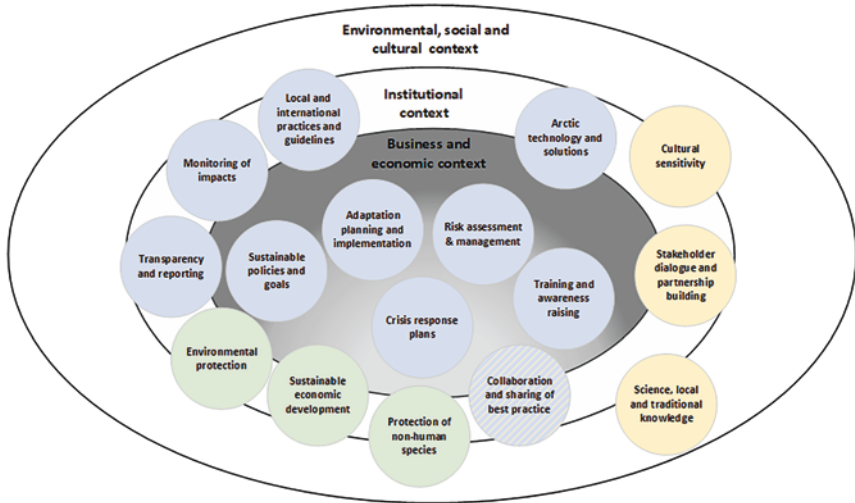 Environmental, social and
cultural context
Institutional
context
Business and
economic context
Local and
international
practices and
guidelines
Arctic
technology and
solutions
Cultural
sensitivity
Monitoring of
impacts
Adaptation
planning and
implementation
Risk assessment
& management
Transparency
and reporting
Sustainable
policies and
goals
Stakeholder
dialogue and
partnership
building
Training and
awareness
raising
Crisis response
plans
Environmental
protection
Sustainable
economic
development
Collaboration
and sharing of
best practice
Science, local
and traditional
knowledge
Protection of
non-human
species